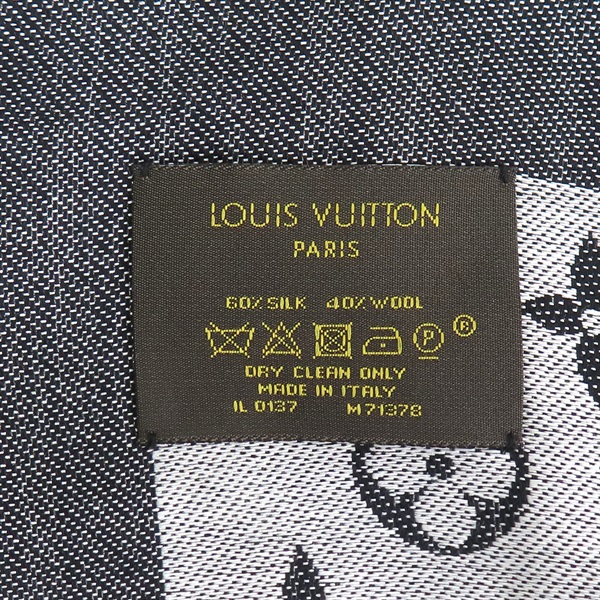 LOUIS VUITTON
PARIS
60% SILK 40% WOOL
P ®
DRY CLEAN ONLY
MADE IN ITALY
IL 0137 M71378